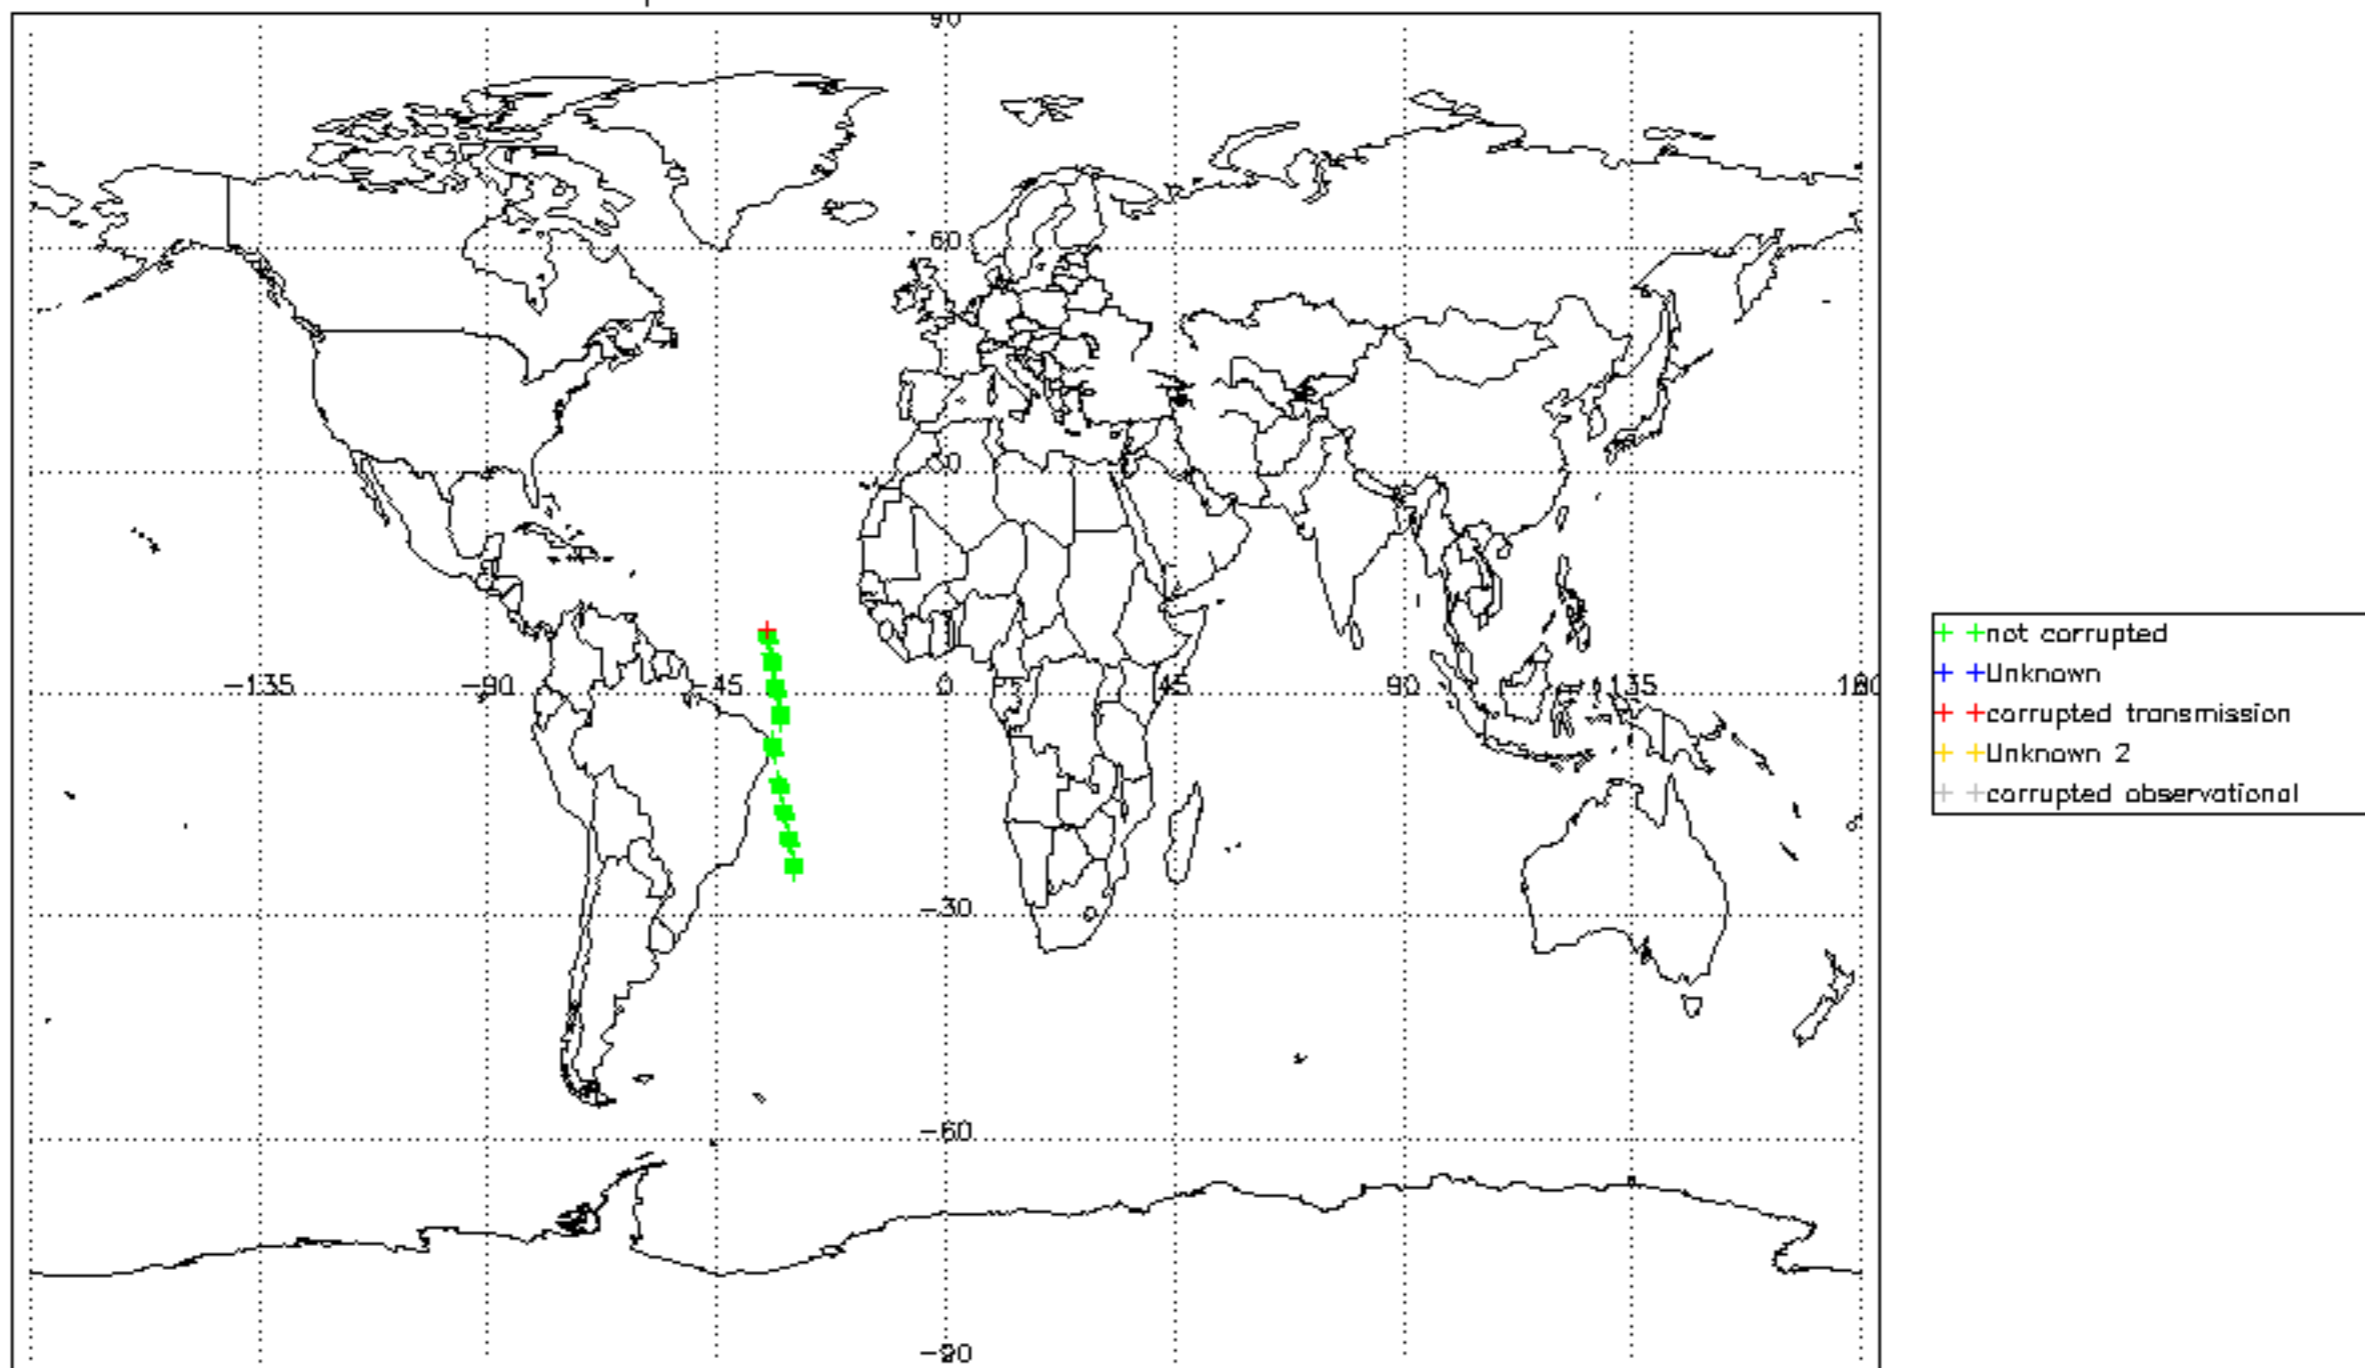 90
60
-135 -90 -45 0 45 90 135 180
-30
-60
-90
not corrupted
Unknown
corrupted transmission
Unknown 2
corrupted observational